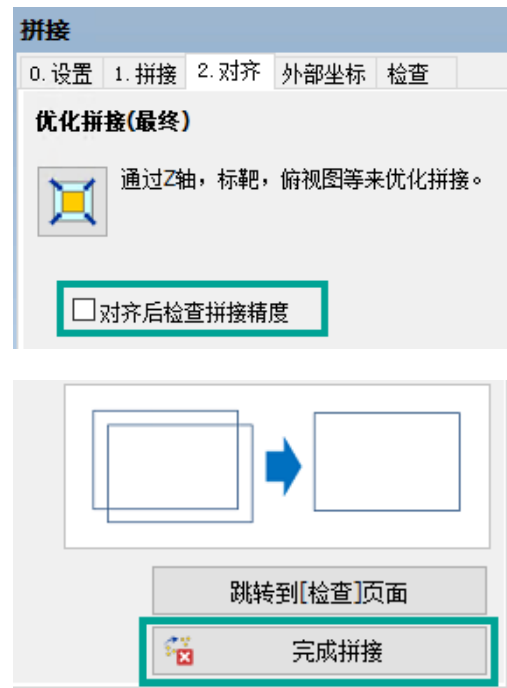 拼接
0.设置 1.拼接 2.对齐 外部坐标 检查
优化拼接(最终)
通过Z轴，标靶，俯视图等来优化拼接。
对齐后检查拼接精度
跳转到[检查]页面
完成拼接